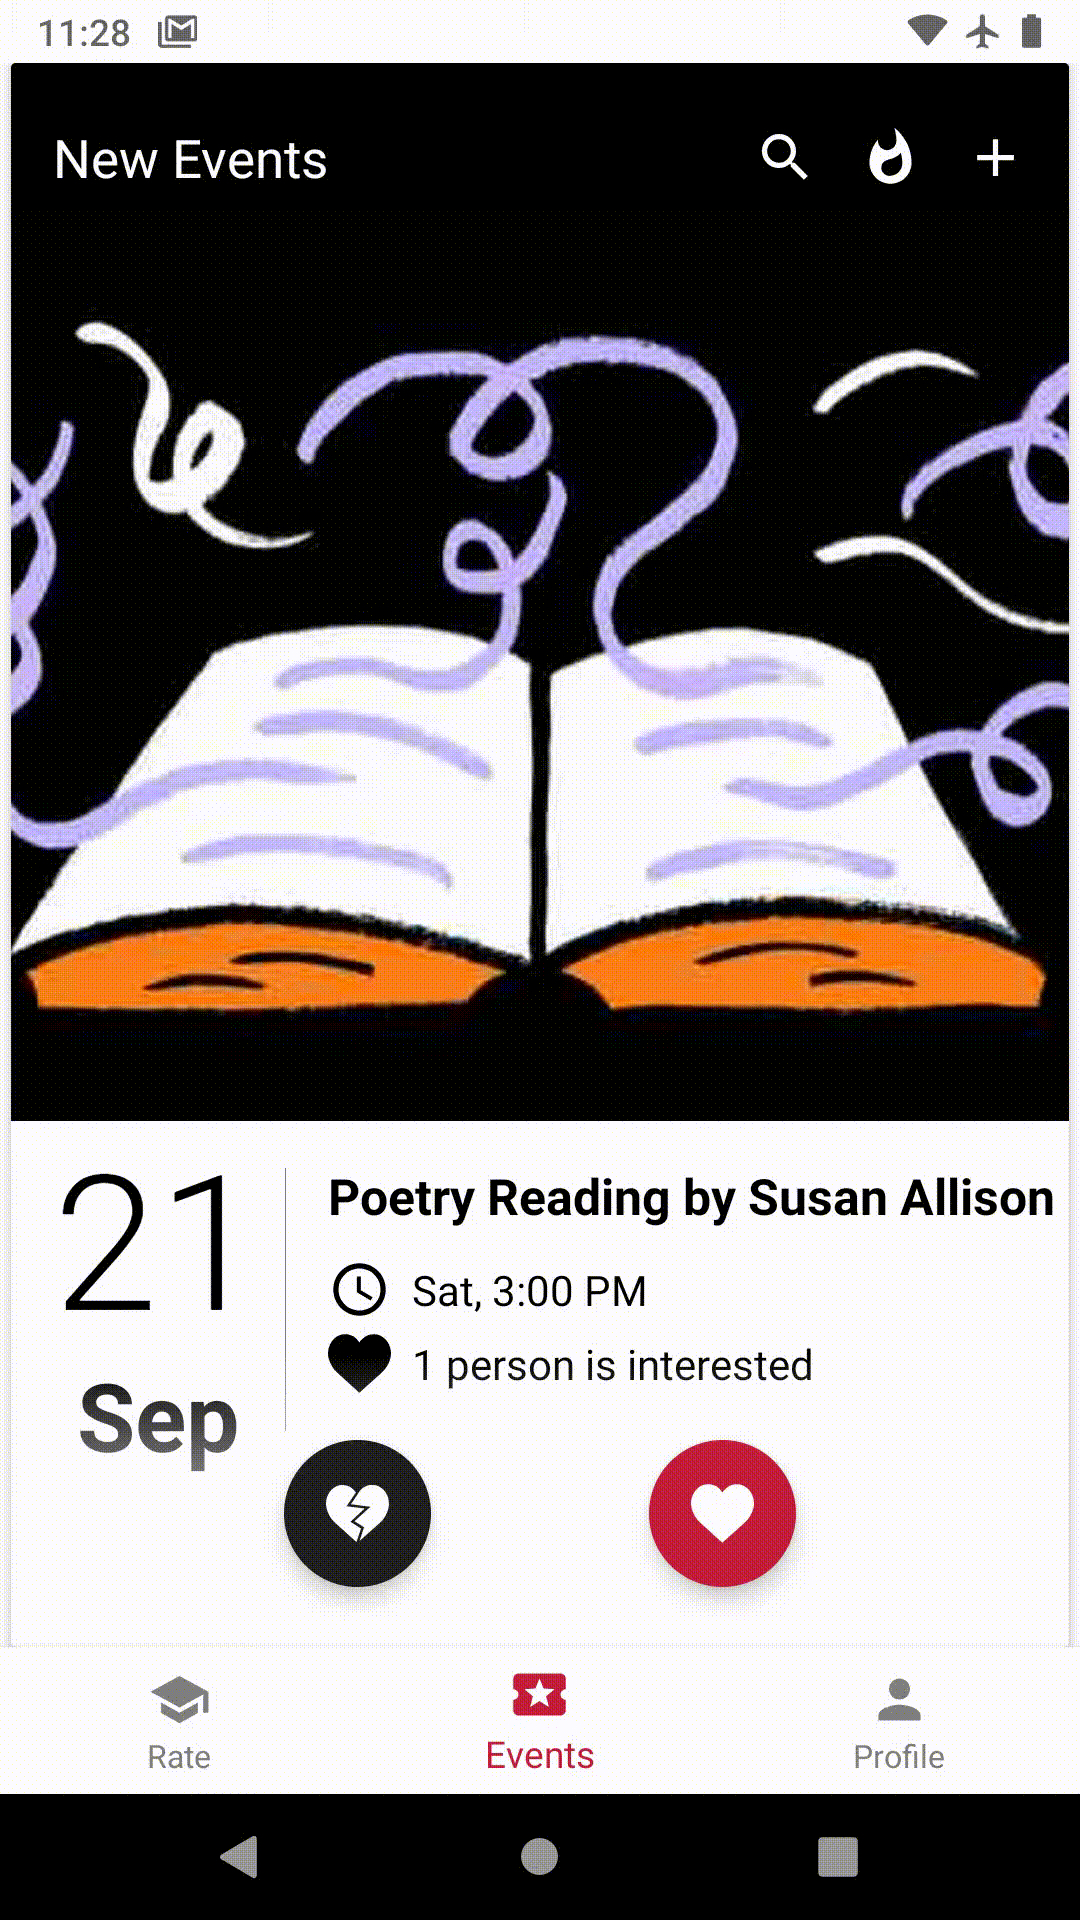 11:28
New Events
21
Sep
Poetry Reading by Susan Allison
Sat, 3:00 PM
1 person is interested
Rate
Events
Profile